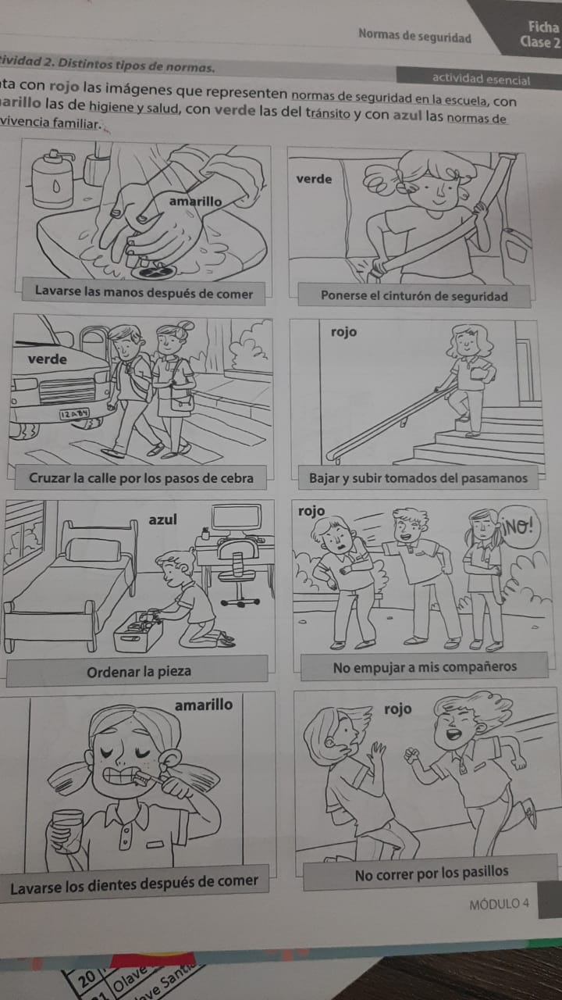 Normas de seguridad
Ficha
Clase 2
tividad 2. Distintos tipos de normas.
actividad esencial
ta con rojo las imágenes que representen normas de seguridad en la escuela, con
arillo las de higiene y salud, con verde las del tránsito y con azul las normas de
vivencia familiar.
amarillo
verde
Lavarse las manos después de comer
Ponerse el cinturón de seguridad
verde
12AB4
rojo
Cruzar la calle por los pasos de cebra
Bajar y subir tomados del pasamanos
azul
rojo
¡NO!
Ordenar la pieza
No empujar a mis compañeros
amarillo
rojo
Lavarse los dientes después de comer
No correr por los pasillos
MÓDULO 4
20
Olave